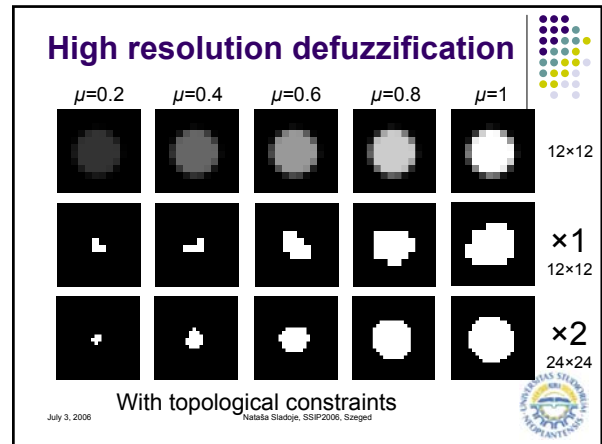 High resolution defuzzification
μ=0.2 μ=0.4 μ=0.6 μ=0.8 μ=1
12×12
×1
12×12
×2
24×24
With topological constraints
July 3, 2006 Nataša Sladoje, SSIP2006, Szeged